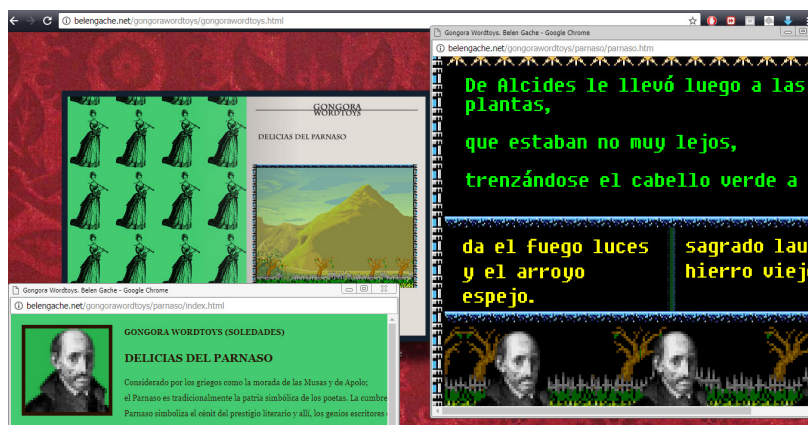 belengache.net/gongorawordtoys/gongorawordtoys.html
GONGORA
WORDTOYS
DELICIAS DEL PARNASO
Gongora Wordtoys. Belen Gache - Google Chrome
belengache.net/gongorawordtoys/parnaso/parnaso.htm
De Alcides le llevó luego a las
plantas,
que estaban no muy lejos,
trenzándose el cabello verde a
da el fuego luces
y el arroyo
espejo.
sagrado lau
hierro viej
Gongora Wordtoys. Belen Gache - Google Chrome
belengache.net/gongorawordtoys/parnaso/index.html
GONGORA WORDTOYS (SOLEDADES)
DELICIAS DEL PARNASO
Considerado por los griegos como la morada de las Musas y de Apolo;
el Parnaso es tradicionalmente la patria simbólica de los poetas. La cumbre
Parnaso simboliza el cénit del prestigio literario y allí, los genios escritores